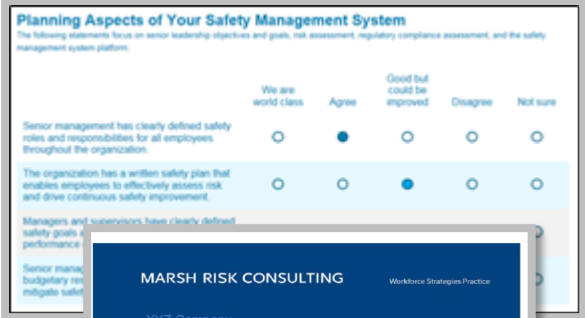 Planning Aspects of Your Safety Management System
The following statements focus on senior leadership objectives and goals, risk assessment, regulatory compliance assessment, and the safety
management system platform.
We are
world class
Agree
Good but
could be
improved
Disagree
Not sure
Senior management has clearly defined safety
roles and responsibilities for all employees
throughout the organization.
The organization has a written safety plan that
enables employees to effectively assess risk
and drive continuous safety improvement.
Managers and supervisors have clearly defined
safety goals
performance
Senior
budgetary
mitigate
MARSH RISK CONSULTING
Workforce Strategies Practice
XYZ Company